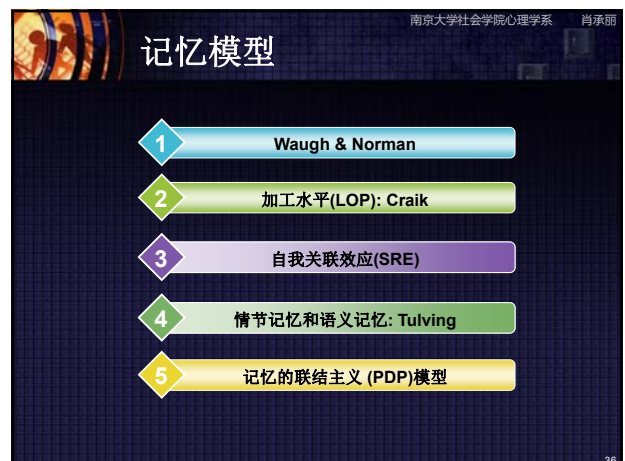 南京大学社会学院心理学系 肖承丽
记忆模型
1 Waugh & Norman
2 加工水平(LOP): Craik
3 自我关联效应(SRE)
4 情节记忆和语义记忆: Tulving
5 记忆的联结主义 (PDP)模型
36